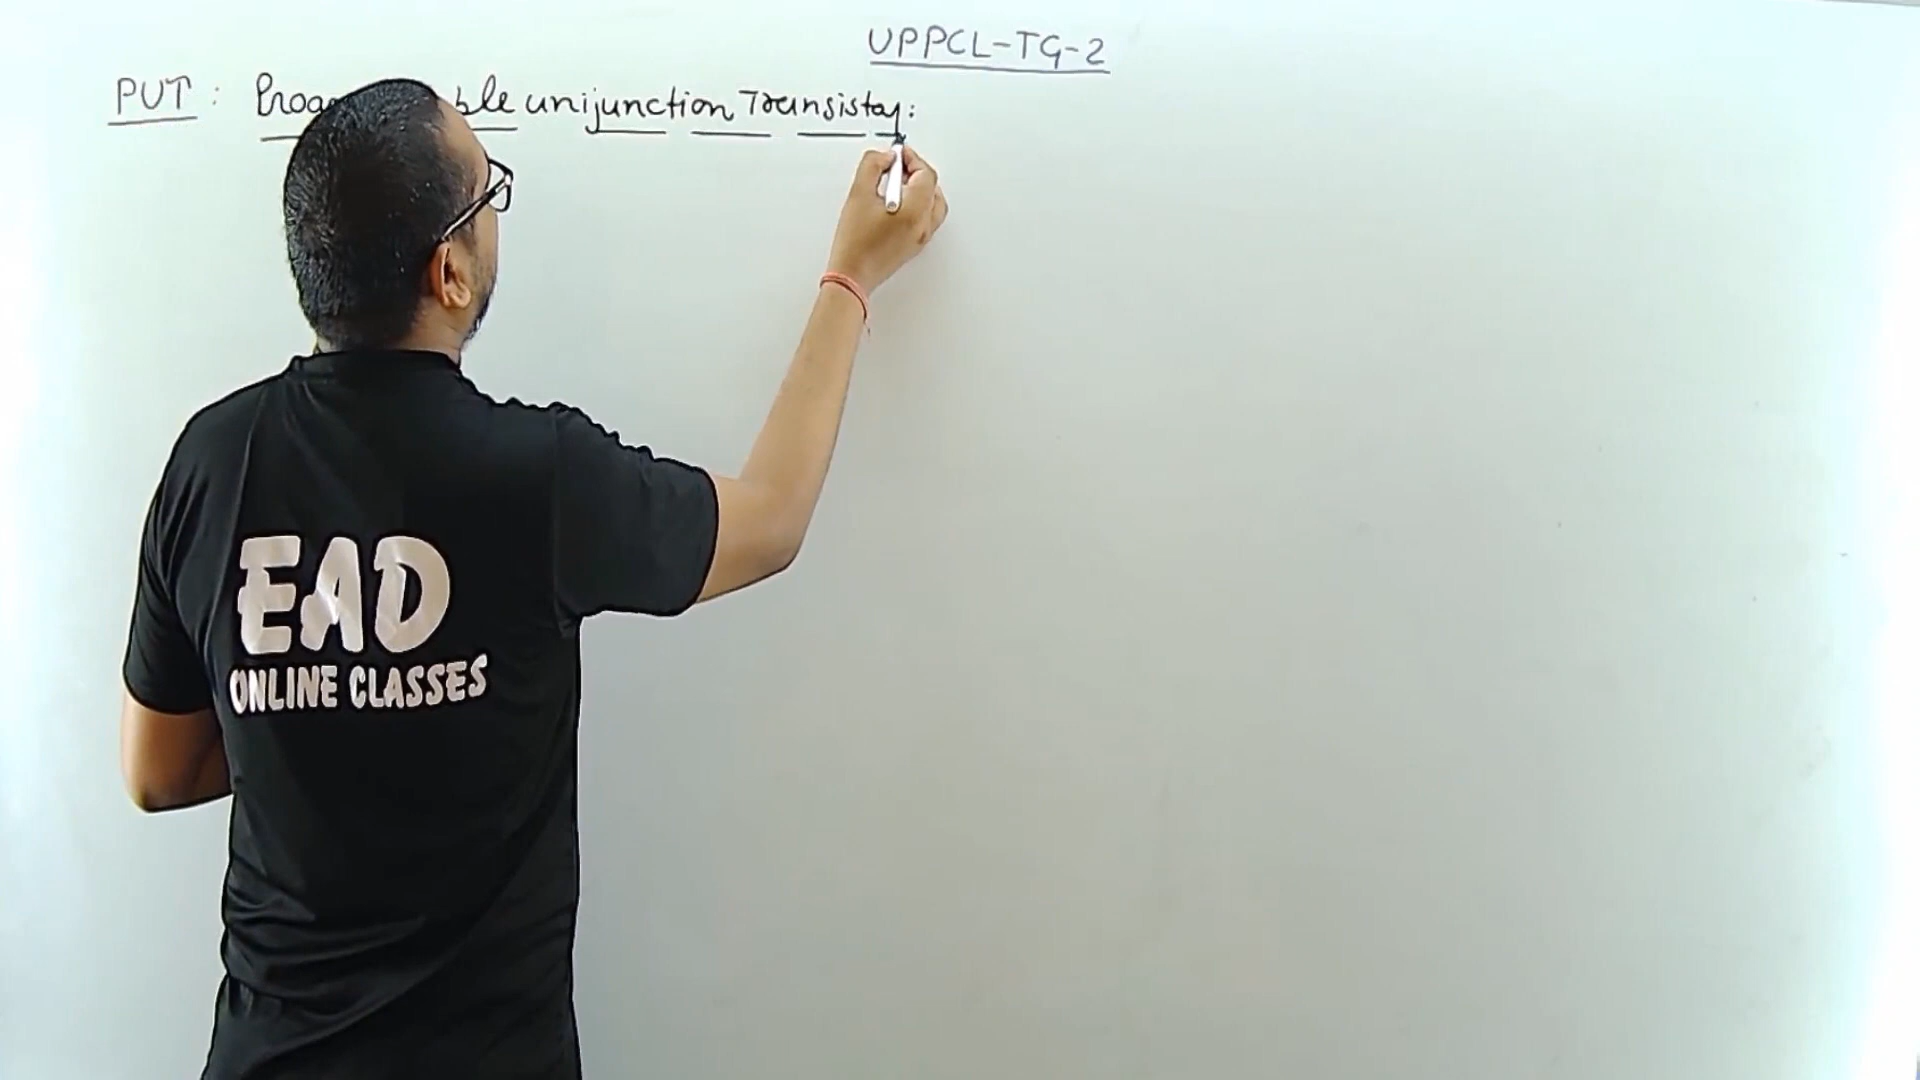 UPPCL-TG-2
PUT : unijunction Transistor:
EAD
ONLINE CLASSES